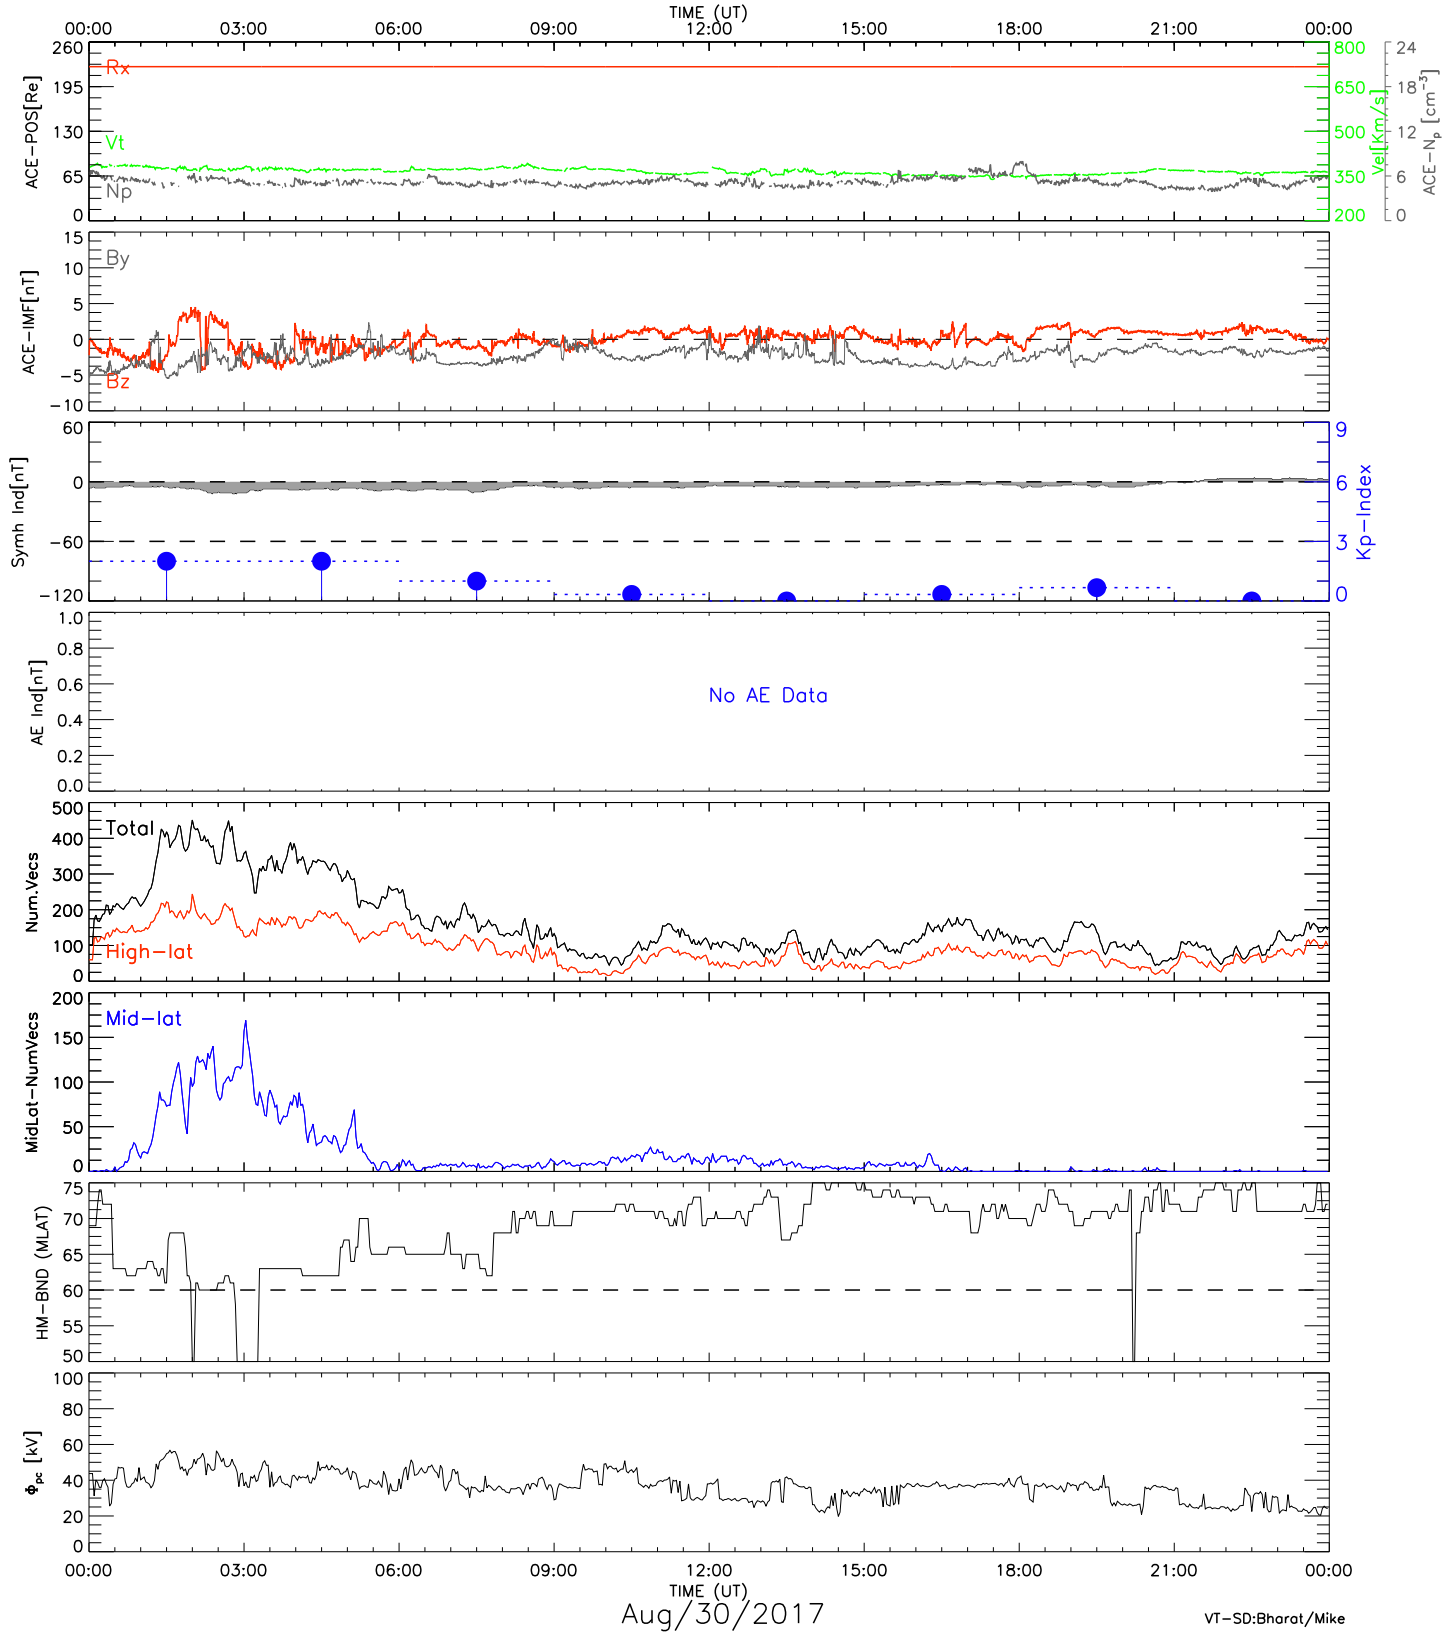 TIME (UT)
00:00 03:00 06:00 09:00 12:00 15:00 18:00 21:00 00:00
ACE-POS[Re]
260
195
130
65
0
Rx
Vt
Np
800
650
500
350
200
Vel[Km/s]
24
18
12
6
0
ACE-Np [cm-3]
ACE-IMF[nT]
15
10
5
0
-5
-10
By
Bz
Symh Ind[nT]
60
0
-60
-120
9
6
3
0
Kp-Index
AE Ind[nT]
1.0
0.8
0.6
0.4
0.2
0.0
No AE Data
Num.Vecs
500
400
300
200
100
0
Total
High-lat
MidLat-NumVecs
200
150
100
50
0
Mid-lat
HM-BND (MLAT)
75
70
65
60
55
50
Φpc [kV]
100
80
60
40
20
0
00:00 03:00 06:00 09:00 12:00 15:00 18:00 21:00 00:00
TIME (UT)
Aug/30/2017
VT-SD:Bharat/Mike